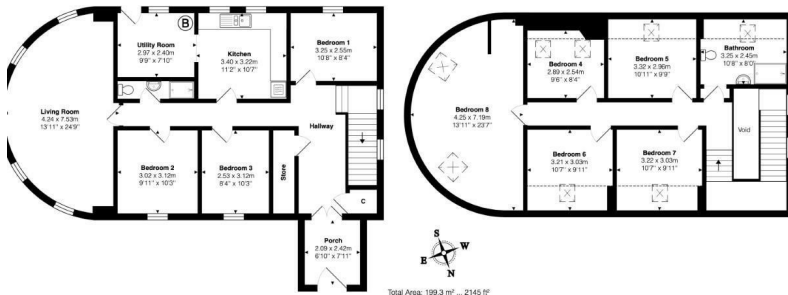 B
Utility Room
2.97 x 2.40m
9'9" x 7'10"
Kitchen
3.40 x 3.22m
11'2" x 10'7"
Bedroom 1
3.25 x 2.55m
10'8" x 8'4"
Living Room
4.24 x 7.53m
13'11" x 24'9"
Hallway
Bedroom 2
3.02 x 3.12m
9'11" x 10'3"
Bedroom 3
2.53 x 3.12m
8'4" x 10'3"
Store
C
Porch
2.09 x 2.42m
6'10" x 7'11"
Bedroom 4
2.89 x 2.54m
9'6" x 8'4"
Bedroom 5
3.32 x 2.96m
10'11" x 9'9"
Bathroom
3.25 x 2.45m
10'8" x 8'0"
Bedroom 8
4.25 x 7.19m
13'11" x 23'7"
Void
Bedroom 6
3.21 x 3.03m
10'7" x 9'11"
Bedroom 7
3.22 x 3.03m
10'7" x 9'11"
S
W
E
N
Total Area: 199.3 m² ... 2145 ft²